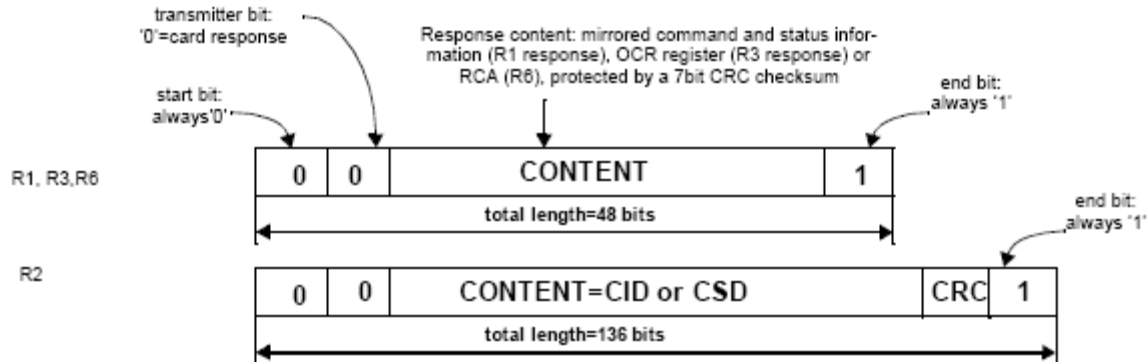 transmitter bit:
'0'=card response
Response content: mirrored command and status infor-
mation (R1 response), OCR register (R3 response) or
RCA (R6), protected by a 7bit CRC checksum
start bit:
always'0'
end bit:
always '1'
R1, R3,R6
0 0 CONTENT 1
total length=48 bits
end bit:
always '1'
R2
0 0 CONTENT=CID or CSD CRC 1
total length=136 bits